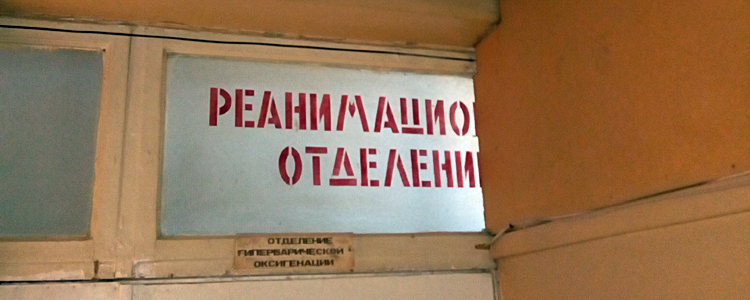 РЕАНИМАЦИО
ОТДЕЛЕНИ
ОТДЕЛЕНИЕ
ГИПЕРБАРИЧЕСКОЙ
ОКСИГЕНАЦИИ